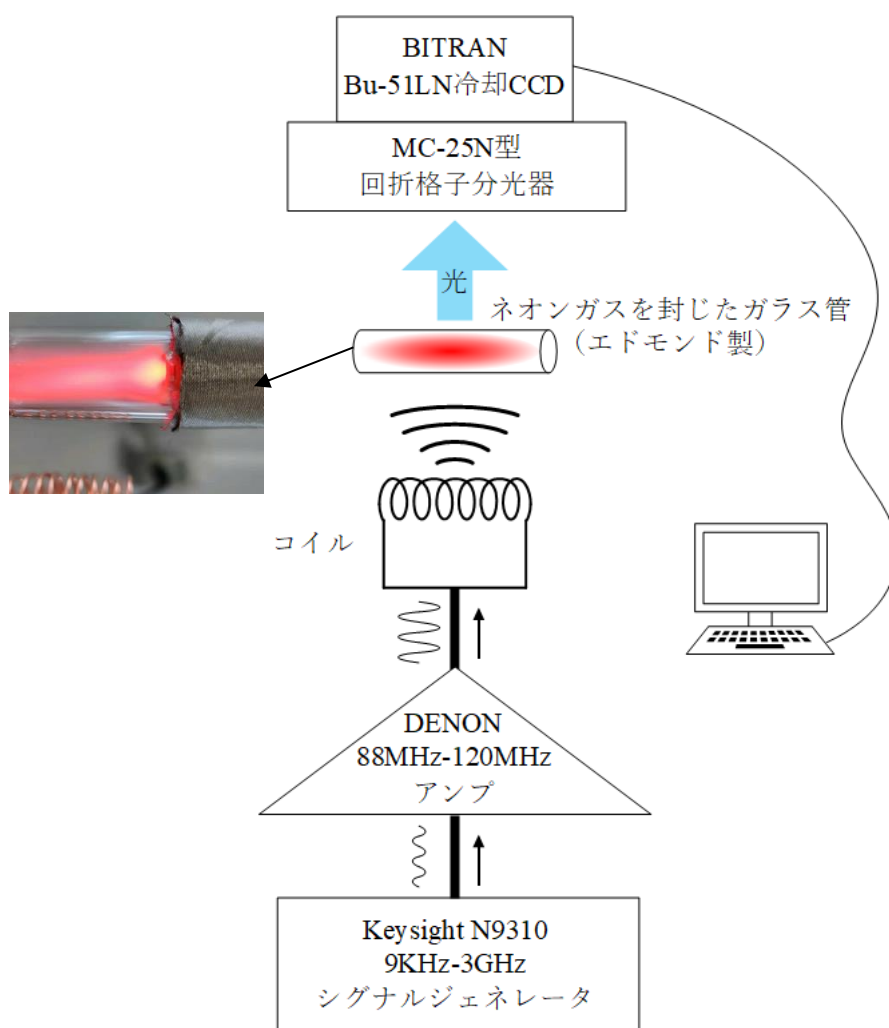 BITRAN
Bu-51LN冷却CCD
MC-25N型
回折格子分光器
光
ネオンガスを封じたガラス管
（エドモンド製）
コイル
DENON
88MHz-120MHz
アンプ
Keysight N9310
9KHz-3GHz
シグナルジェネレータ